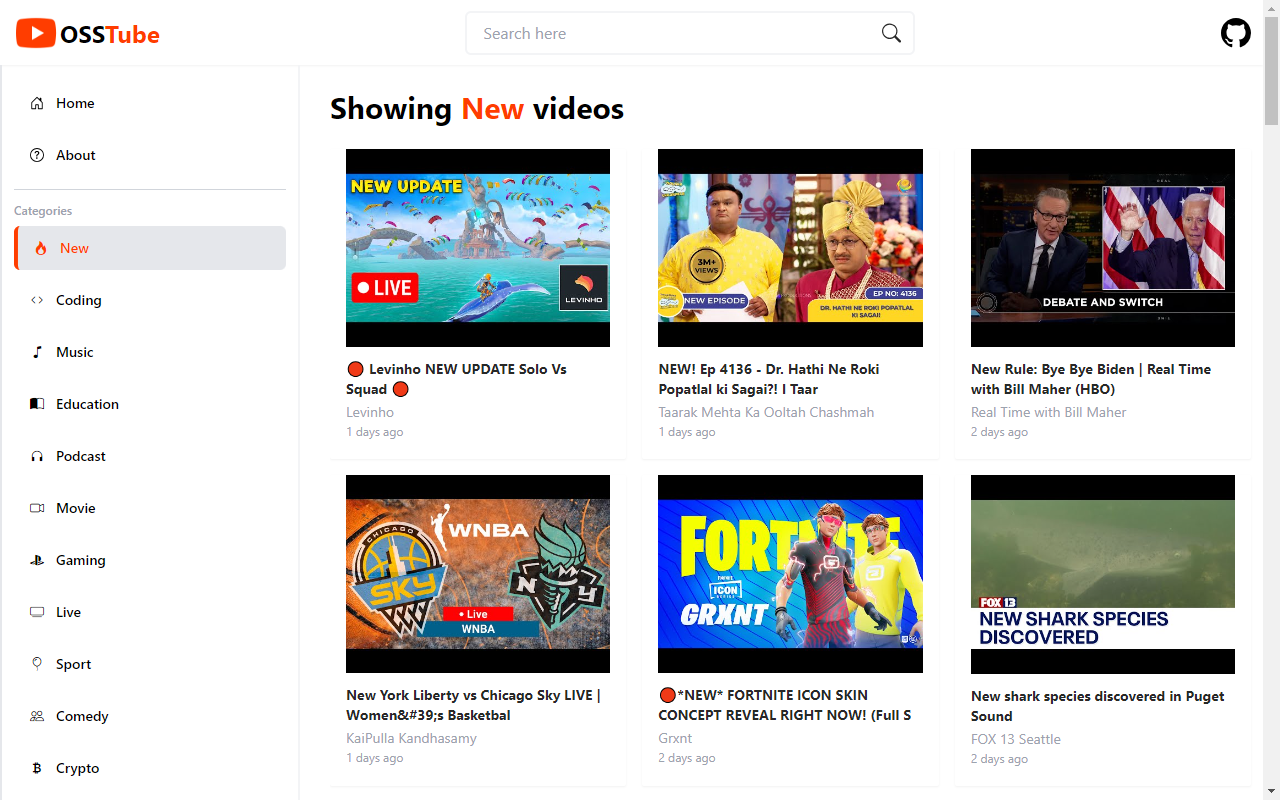 OSSTube
Search here
Home
About
Categories
New
Coding
Music
Education
Podcast
Movie
Gaming
Live
Sport
Comedy
Crypto
Showing New videos
NEW UPDATE
LIVE
LEVINHO
🔴 Levinho NEW UPDATE Solo Vs
Squad 🔴
Levinho
1 days ago
3M+
VIEWS
NEW EPISODE
EP NO: 4136
DR. HATHI NE ROKI POPATLAL
KI SAGAII
NEW! Ep 4136 - Dr. Hathi Ne Roki
Popatlal ki Sagai?! I Taar
Taarak Mehta Ka Ooltah Chashmah
1 days ago
DEBATE AND SWITCH
New Rule: Bye Bye Biden | Real Time
with Bill Maher (HBO)
Real Time with Bill Maher
2 days ago
WNBA
CHICAGO
SKY
N Y
• Live
WNBA
New York Liberty vs Chicago Sky LIVE |
Women&#39;s Basketbal
KaiPulla Kandhasamy
1 days ago
FORTNITE
ICON
SERIES
GRXNT
🔴*NEW* FORTNITE ICON SKIN
CONCEPT REVEAL RIGHT NOW! (Full S
Grxnt
2 days ago
FOX 13
NEW SHARK SPECIES
DISCOVERED
New shark species discovered in Puget
Sound
FOX 13 Seattle
2 days ago